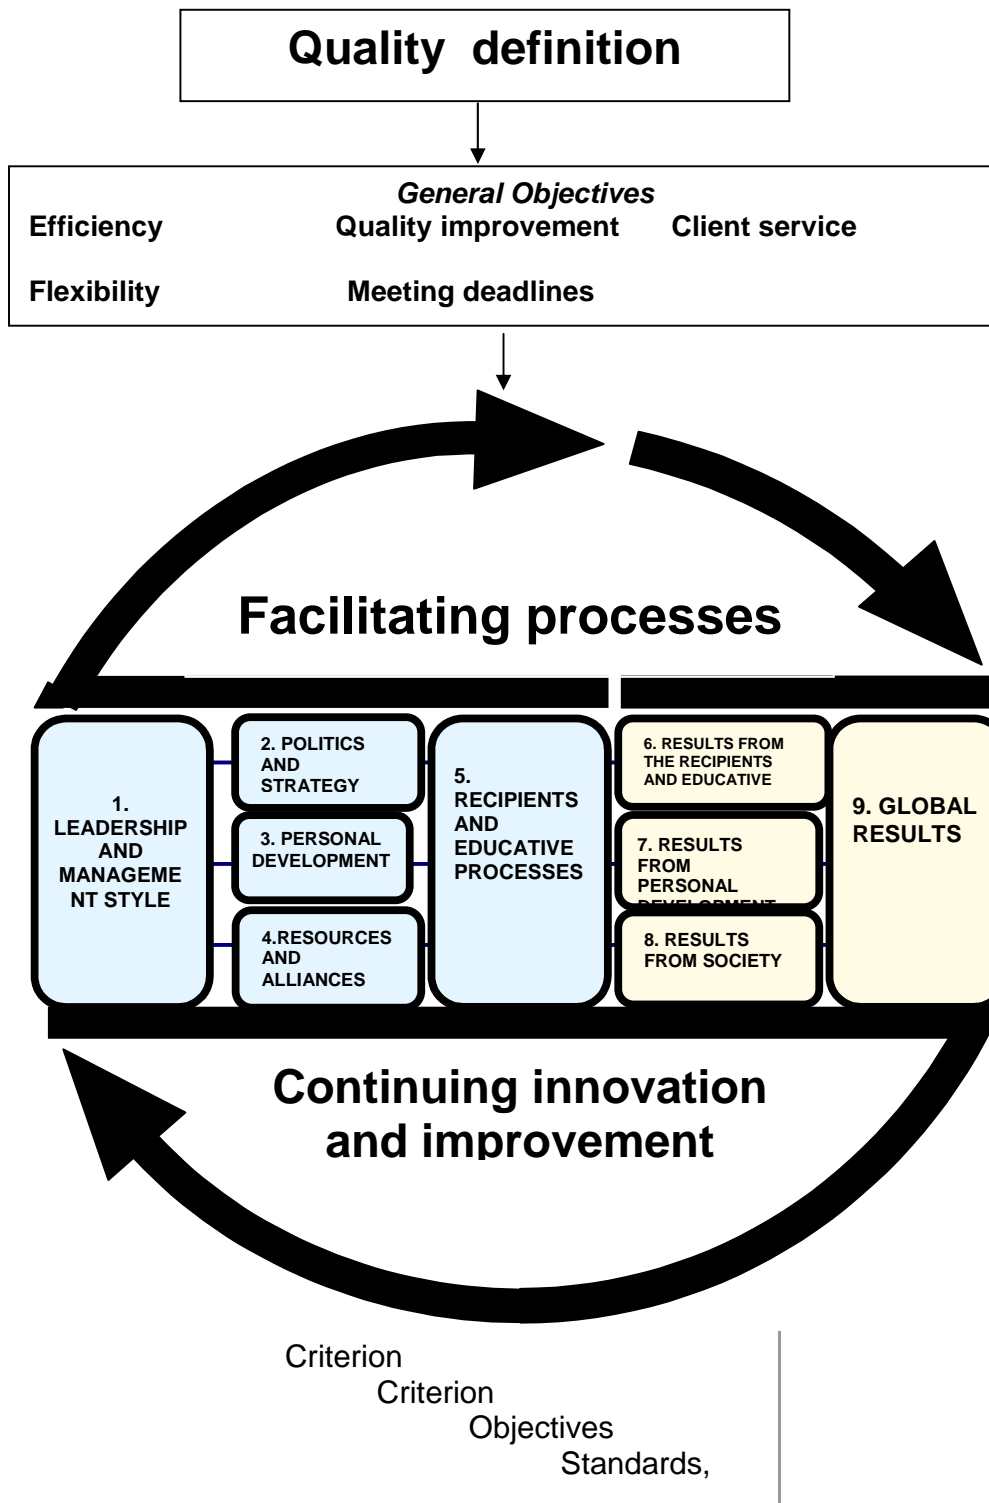 Quality definition
General Objectives
Efficiency Quality improvement Client service
Flexibility Meeting deadlines
Facilitating processes
1.
LEADERSHIP
AND
MANAGEME
NT STYLE
2. POLITICS
AND
STRATEGY
3. PERSONAL
DEVELOPMENT
4.RESOURCES
AND
ALLIANCES
5.
RECIPIENTS
AND
EDUCATIVE
PROCESSES
6. RESULTS FROM
THE RECIPIENTS
AND EDUCATIVE
7. RESULTS
FROM
PERSONAL
DEVELOPMENT
8. RESULTS
FROM SOCIETY
9. GLOBAL
RESULTS
Continuing innovation
and improvement
Criterion
Criterion
Objectives
Standards,